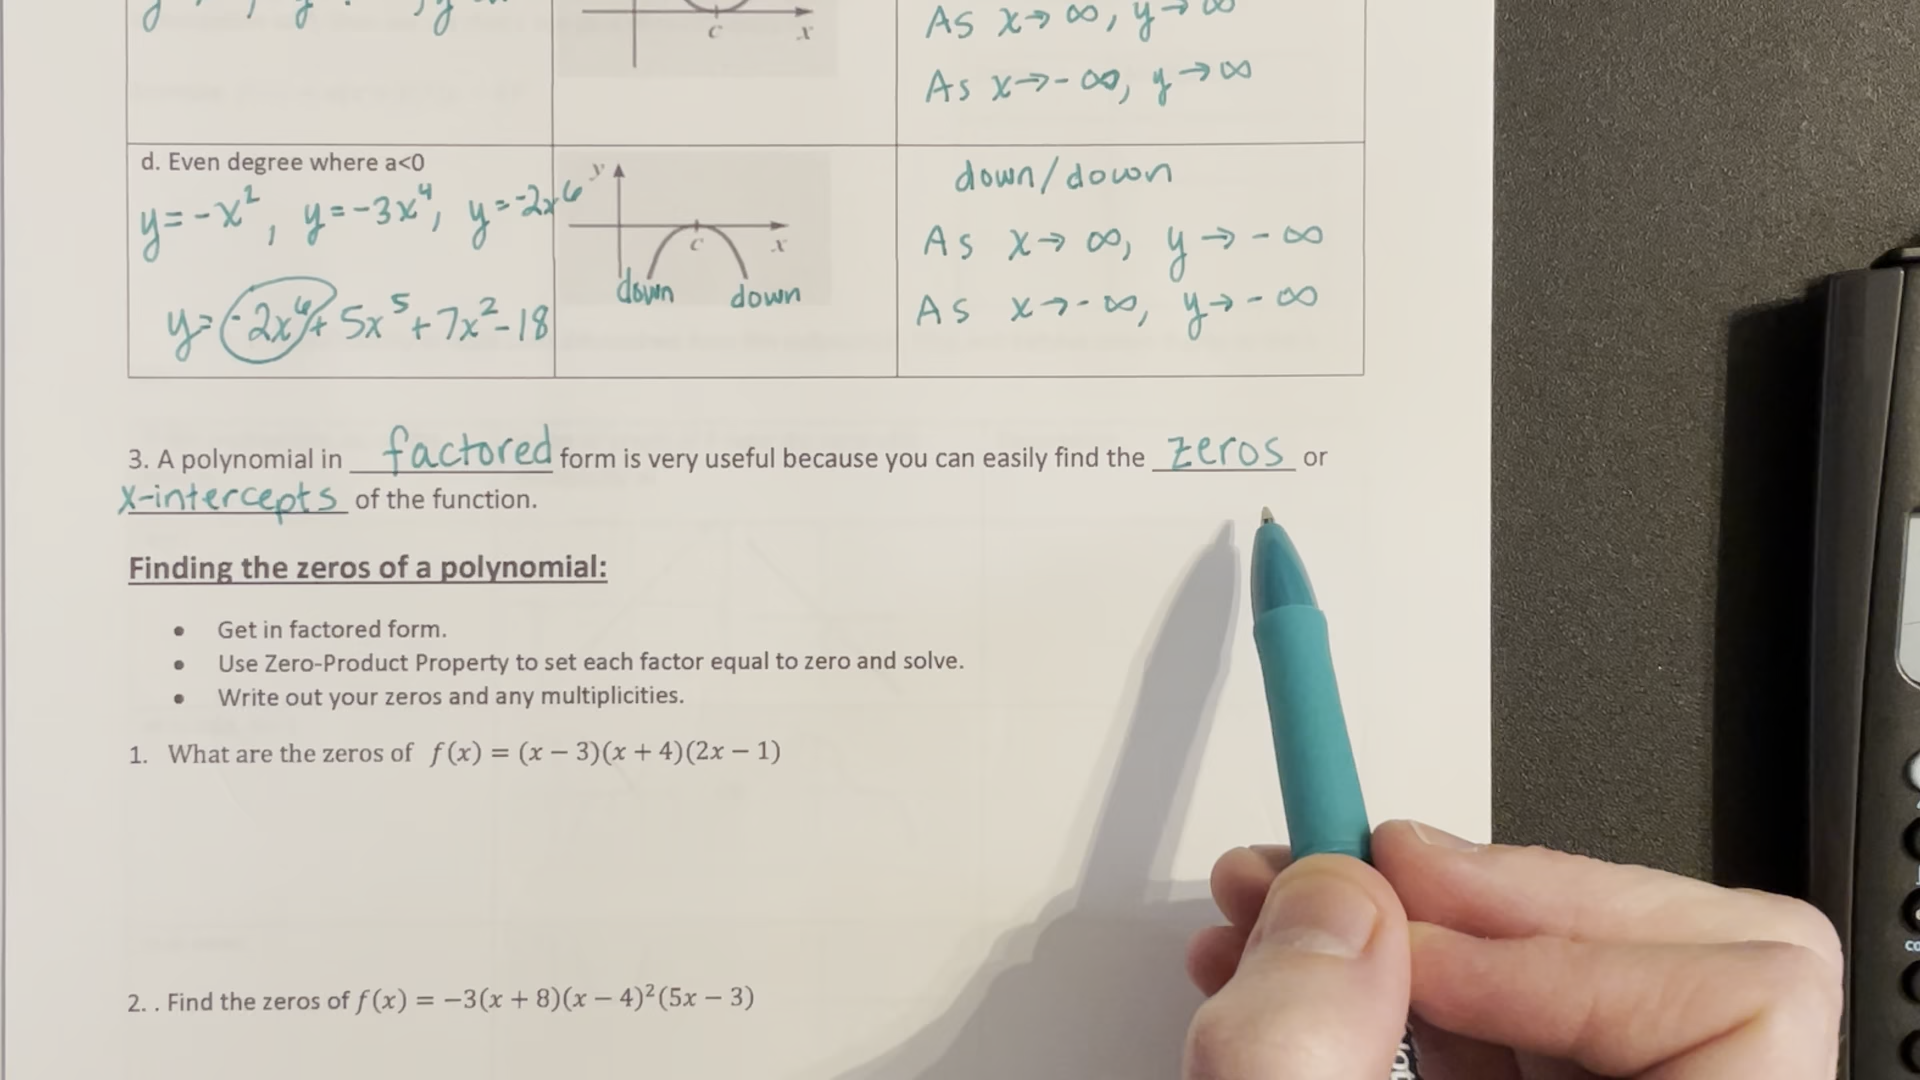 y y y
c x
As x→ ∞, y→ ∞
As x→-∞, y→∞
d. Even degree where a<0
y=-x², y=-3x⁴, y=-2x⁶
y=-2x⁶+5x⁵+7x²-18
y
c x
down down
down/down
As x→ ∞, y→-∞
As x→-∞, y→-∞
3. A polynomial in factored form is very useful because you can easily find the zeros or
x-intercepts of the function.
Finding the zeros of a polynomial:
• Get in factored form.
• Use Zero-Product Property to set each factor equal to zero and solve.
• Write out your zeros and any multiplicities.
1. What are the zeros of f(x) = (x − 3)(x + 4)(2x − 1)
2. . Find the zeros of f(x) = −3(x + 8)(x − 4)²(5x − 3)